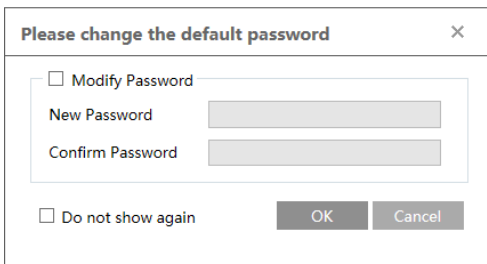 Please change the default password
Modify Password
New Password
Confirm Password
Do not show again
OK
Cancel